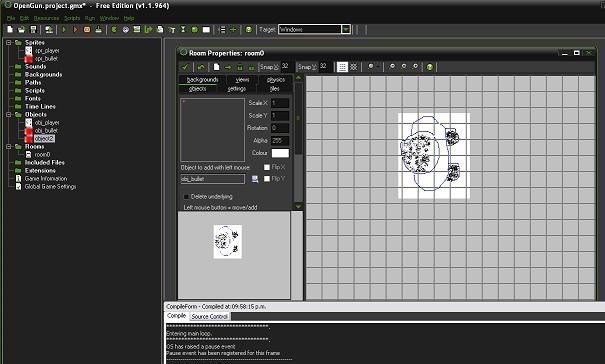 OpenGun.project.gmx* - Free Edition (v1.1.964)
File Edit Resources Scripts Run Window Help
Target: Windows
Sprites
spr_player
spr_bullet
Sounds
Backgrounds
Paths
Scripts
Fonts
Time Lines
Objects
obj_player
obj_bullet
object2
Rooms
room0
Included Files
Extensions
Game Information
Global Game Settings
Room Properties: room0
Snap X: 32 Snap Y: 32
backgrounds views physics
objects settings tiles
Scale X 1
Scale Y 1
Rotation 0
Alpha 255
Colour
Object to add with left mouse:
Flip X
obj_bullet
Flip Y
Delete underlying
Left mouse button = move/add
CompileForm - Compiled at:09:58:15 p.m.
Compile Source Control
Entering main loop.
OS has raised a pause event
Pause event has been registered for this frame